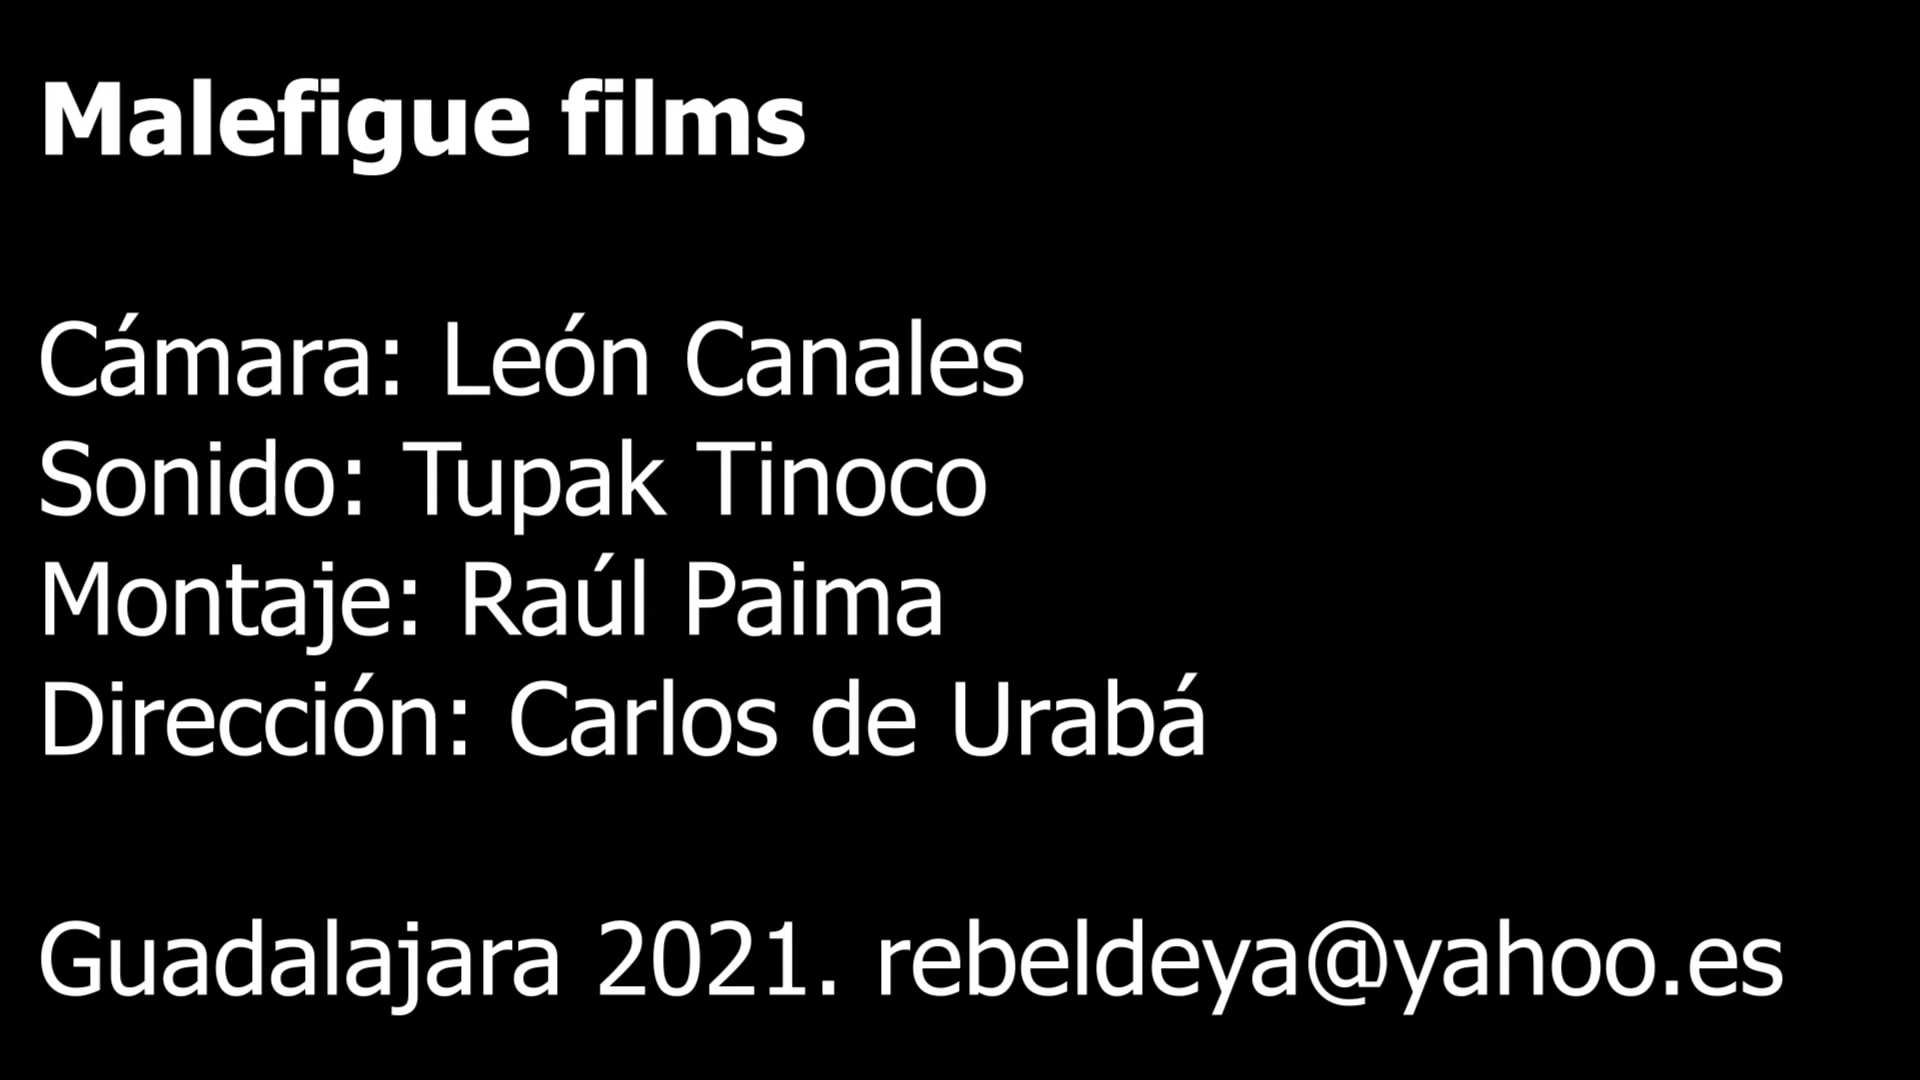 Malefigue films
Cámara: León Canales
Sonido: Tupak Tinoco
Montaje: Raúl Paima
Dirección: Carlos de Urabá
Guadalajara 2021. rebeldeya@yahoo.es